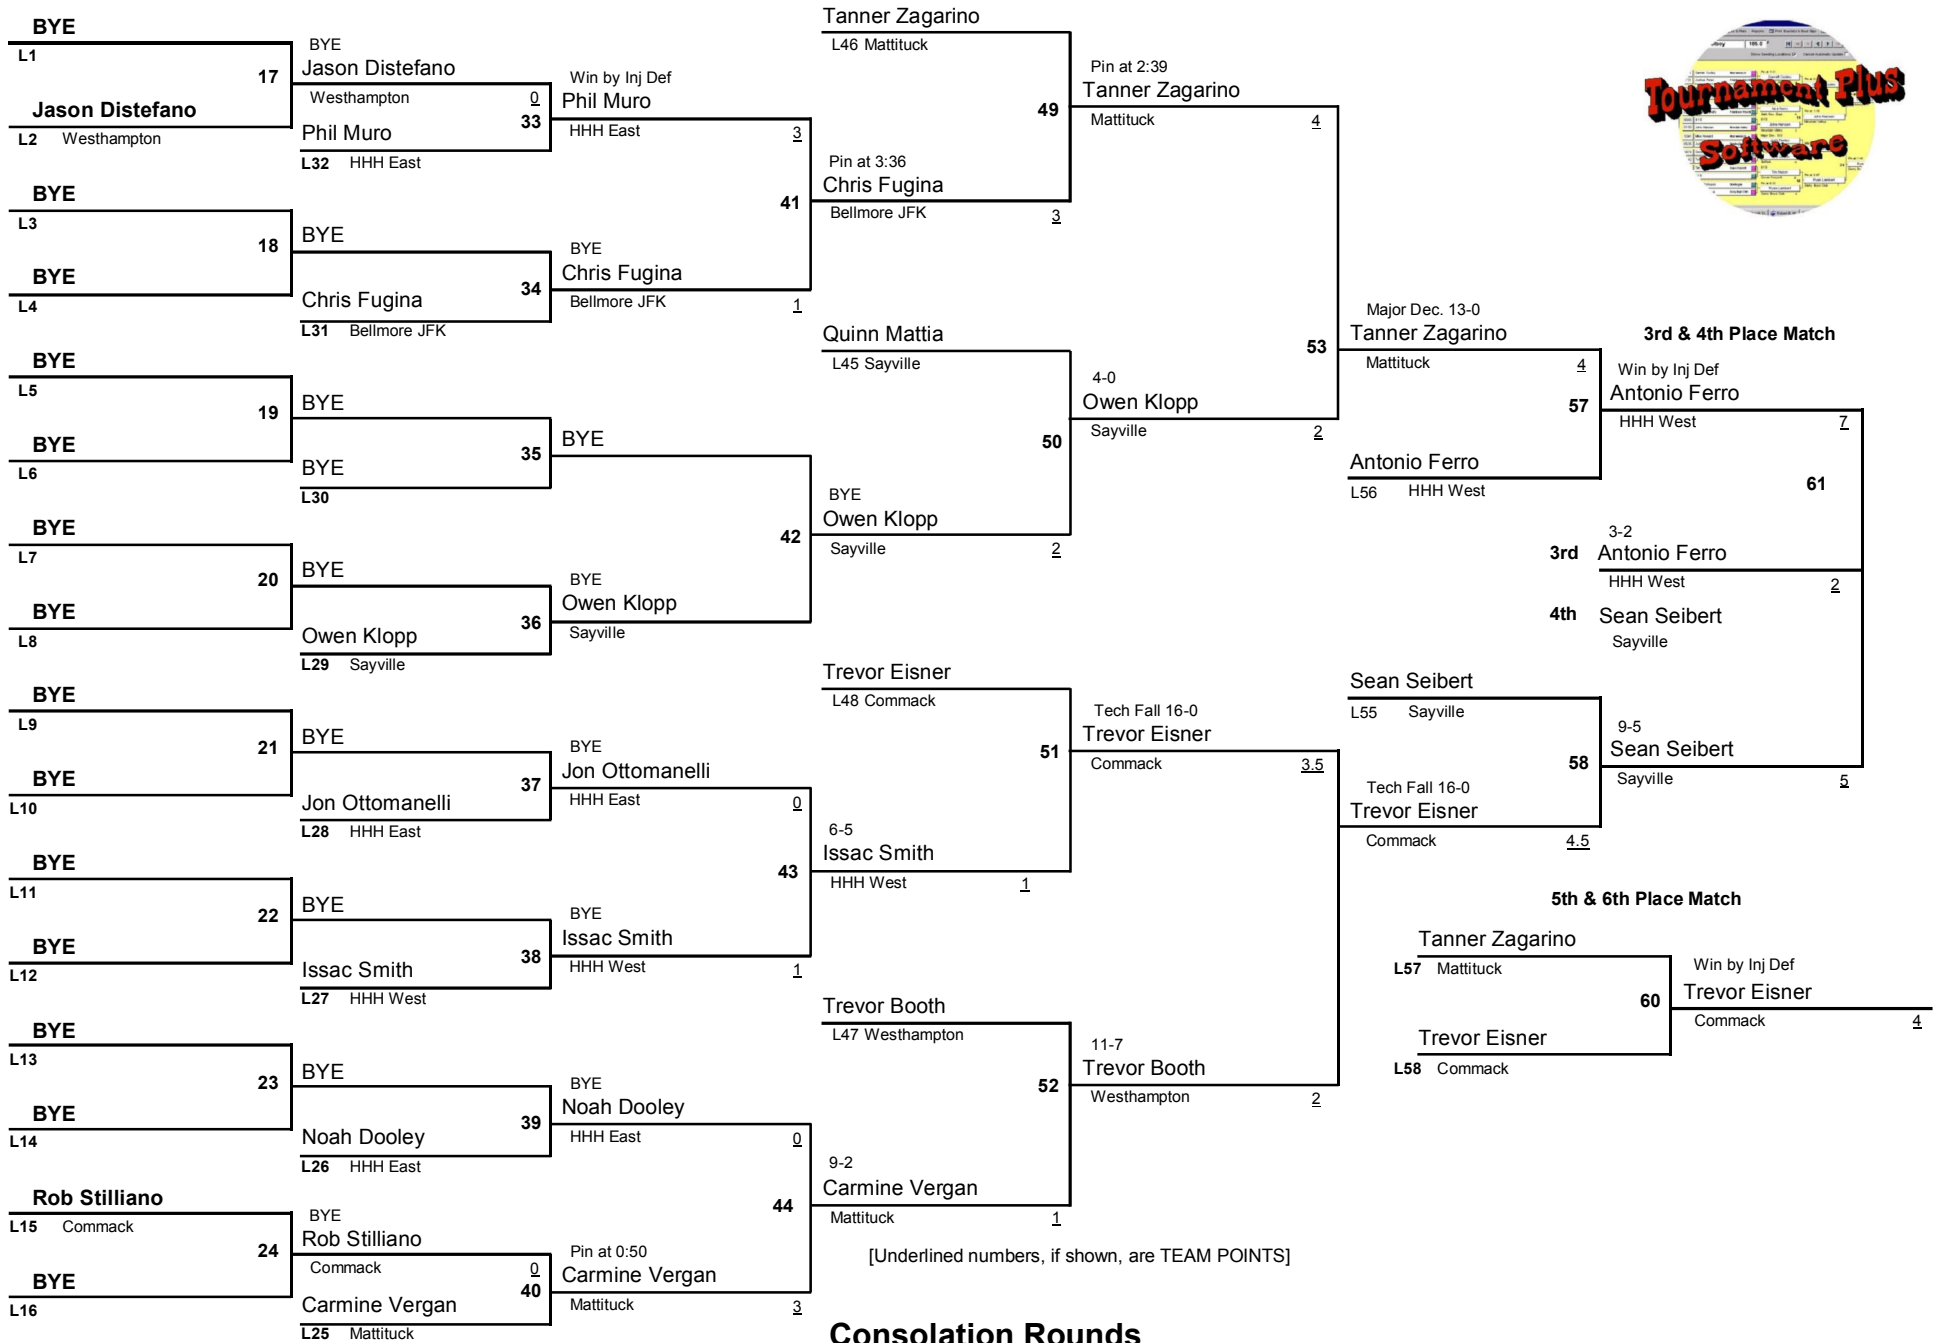 BYE
L1
17
Jason Distefano
L2 Westhampton
BYE
L3
18
BYE
L4
BYE
L5
19
BYE
L6
BYE
L7
20
BYE
L8
BYE
L9
21
BYE
L10
BYE
L11
22
BYE
L12
BYE
L13
23
BYE
L14
Rob Stilliano
L15 Commack
24
BYE
L16
BYE
Jason Distefano
Westhampton 0
33
Phil Muro
L32 HHH East
BYE
34
Chris Fugina
L31 Bellmore JFK
BYE
35
BYE
L30
BYE
36
Owen Klopp
L29 Sayville
BYE
37
Jon Ottomanelli
L28 HHH East
BYE
38
Issac Smith
L27 HHH West
BYE
39
Noah Dooley
L26 HHH East
BYE
Rob Stilliano
Commack 0
40
Carmine Vergan
L25 Mattituck
Win by Inj Def
Phil Muro
HHH East 3
41
BYE
Chris Fugina
Bellmore JFK 1
BYE
42
BYE
Owen Klopp
Sayville
BYE
Jon Ottomanelli
HHH East 0
43
BYE
Issac Smith
HHH West 1
BYE
Noah Dooley
HHH East 0
44
Pin at 0:50
Carmine Vergan
Mattituck 3
Tanner Zagarino
L46 Mattituck
49
Pin at 3:36
Chris Fugina
Bellmore JFK 3
Quinn Mattia
L45 Sayville
50
BYE
Owen Klopp
Sayville 2
Trevor Eisner
L48 Commack
51
6-5
Issac Smith
HHH West 1
Trevor Booth
L47 Westhampton
52
9-2
Carmine Vergan
Mattituck 1
Pin at 2:39
Tanner Zagarino
Mattituck 4
53
4-0
Owen Klopp
Sayville 2
Tech Fall 16-0
Trevor Eisner
Commack 3.5
11-7
Trevor Booth
Westhampton 2
Major Dec. 13-0
Tanner Zagarino
Mattituck 4
57
Antonio Ferro
L56 HHH West
Sean Seibert
L55 Sayville
58
Tech Fall 16-0
Trevor Eisner
Commack 4.5
3rd & 4th Place Match
Win by Inj Def
Antonio Ferro
HHH West 7
61
3-2
3rd Antonio Ferro
HHH West 2
4th Sean Seibert
Sayville
9-5
Sean Seibert
Sayville 5
5th & 6th Place Match
Tanner Zagarino
L57 Mattituck
60
Trevor Eisner
L58 Commack
Win by Inj Def
Trevor Eisner
Commack 4
[Underlined numbers, if shown, are TEAM POINTS]
Consolation Rounds
Tournament Plus
Software